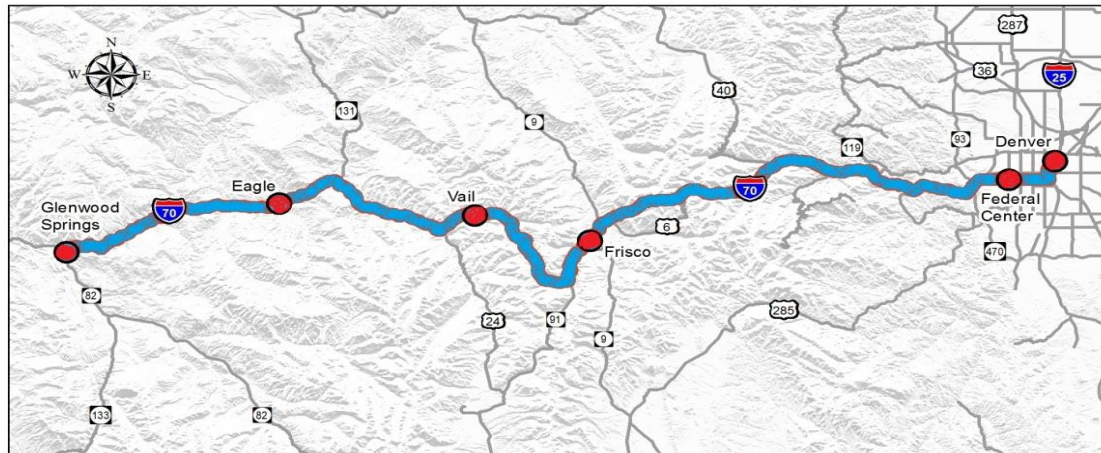 N
W E
S
287
36
25
40
131
9
93
119
Denver
Eagle
Vail
70
Glenwood
Springs
70
Federal
Center
6
Frisco
470
82
285
24
91
9
133
82